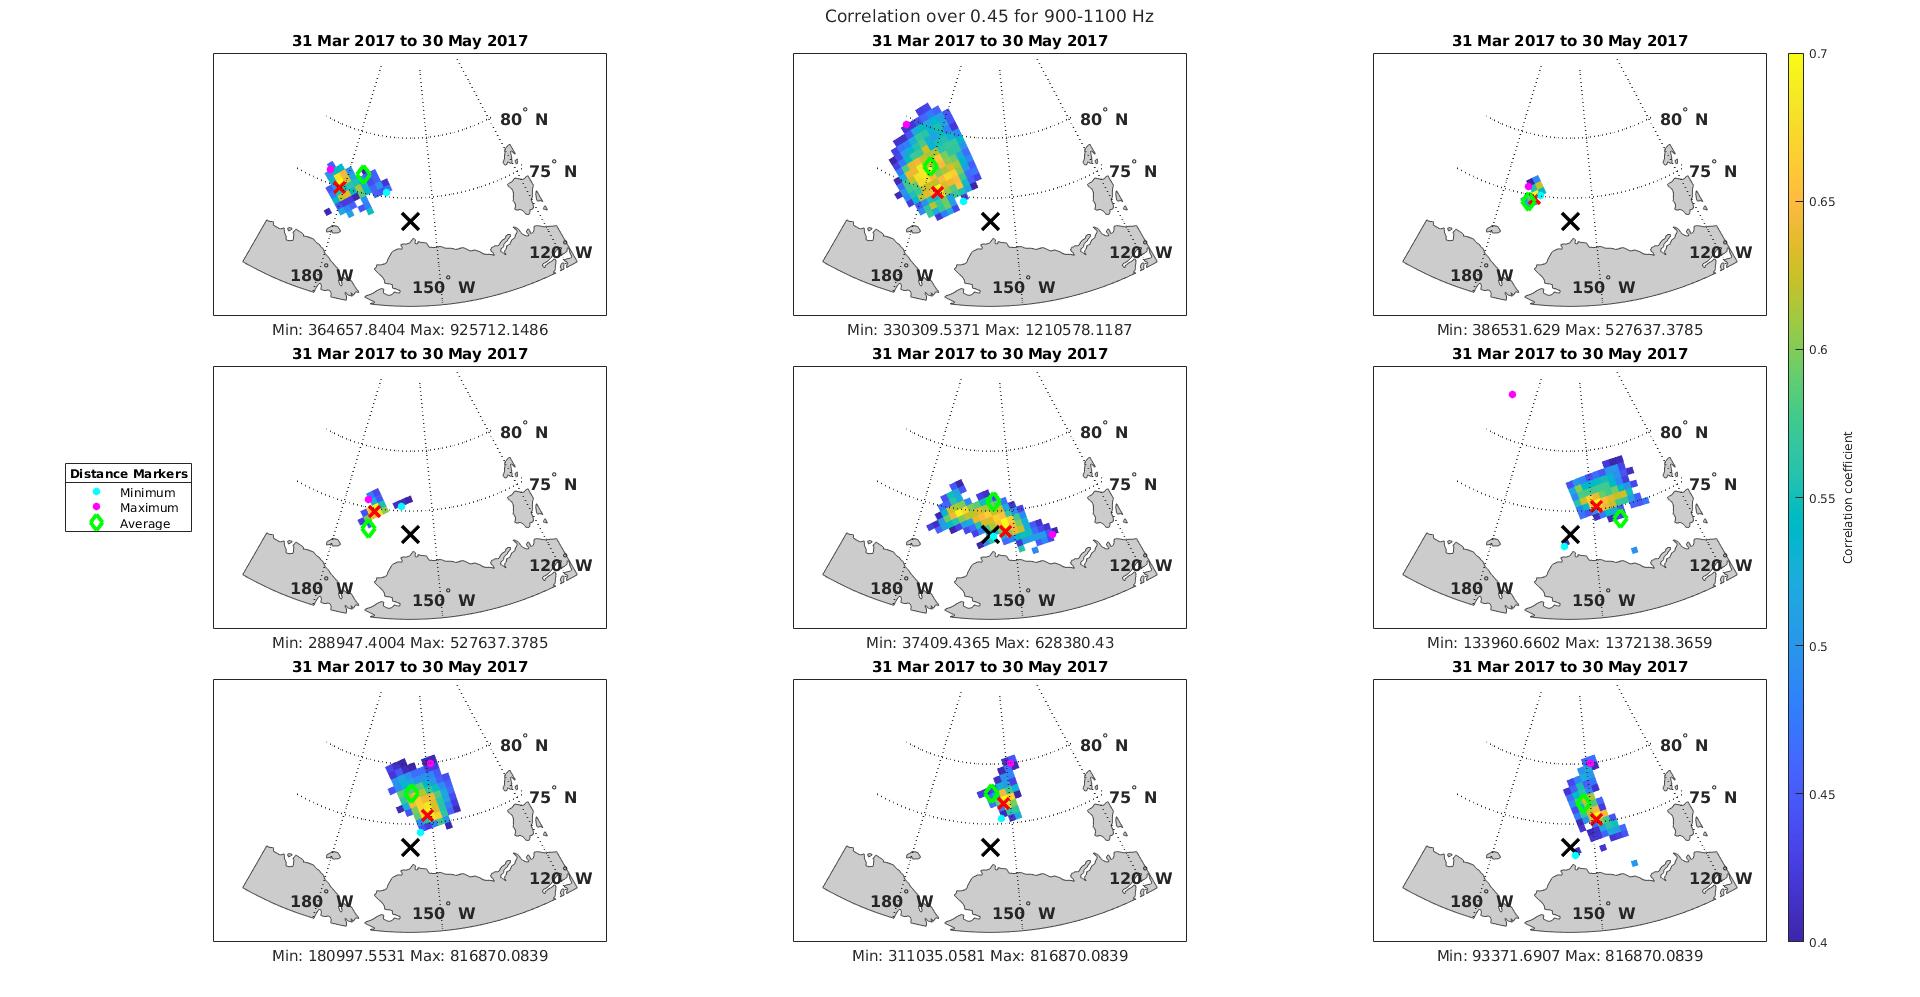 Correlation over 0.45 for 900-1100 Hz
31 Mar 2017 to 30 May 2017
80° N
75° N
120° W
180° W
150° W
Min: 364657.8404 Max: 925712.1486
31 Mar 2017 to 30 May 2017
80° N
75° N
120° W
180° W
150° W
Min: 330309.5371 Max: 1210578.1187
31 Mar 2017 to 30 May 2017
80° N
75° N
120° W
180° W
150° W
Min: 386531.629 Max: 527637.3785
31 Mar 2017 to 30 May 2017
80° N
75° N
120° W
180° W
150° W
Min: 288947.4004 Max: 527637.3785
31 Mar 2017 to 30 May 2017
80° N
75° N
120° W
180° W
150° W
Min: 37409.4365 Max: 628380.43
31 Mar 2017 to 30 May 2017
80° N
75° N
120° W
180° W
150° W
Min: 133960.6602 Max: 1372138.3659
31 Mar 2017 to 30 May 2017
80° N
75° N
120° W
180° W
150° W
Min: 180997.5531 Max: 816870.0839
31 Mar 2017 to 30 May 2017
80° N
75° N
120° W
180° W
150° W
Min: 311035.0581 Max: 816870.0839
31 Mar 2017 to 30 May 2017
80° N
75° N
120° W
180° W
150° W
Min: 93371.6907 Max: 816870.0839
Distance Markers
Minimum
Maximum
Average
0.7
0.65
0.6
0.55
0.5
0.45
0.4
Correlation coefficient